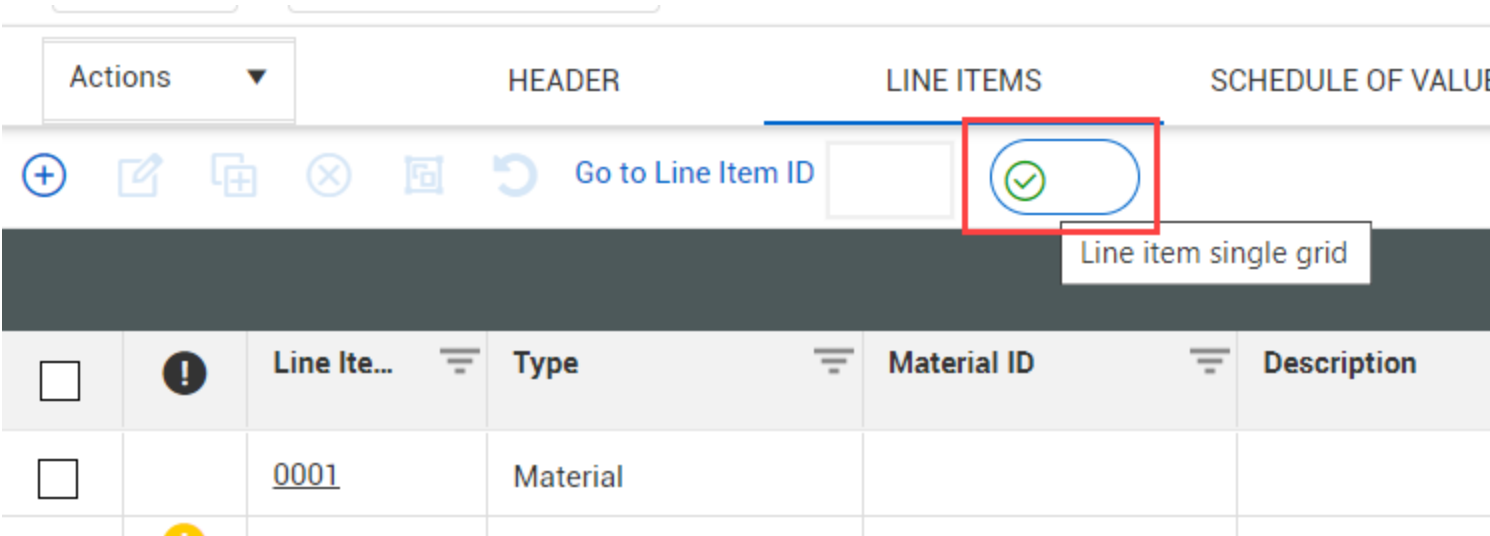 Actions
HEADER
LINE ITEMS
SCHEDULE OF VALUE
Go to Line Item ID
Line item single grid
Line Ite...
Type
Material ID
Description
0001
Material